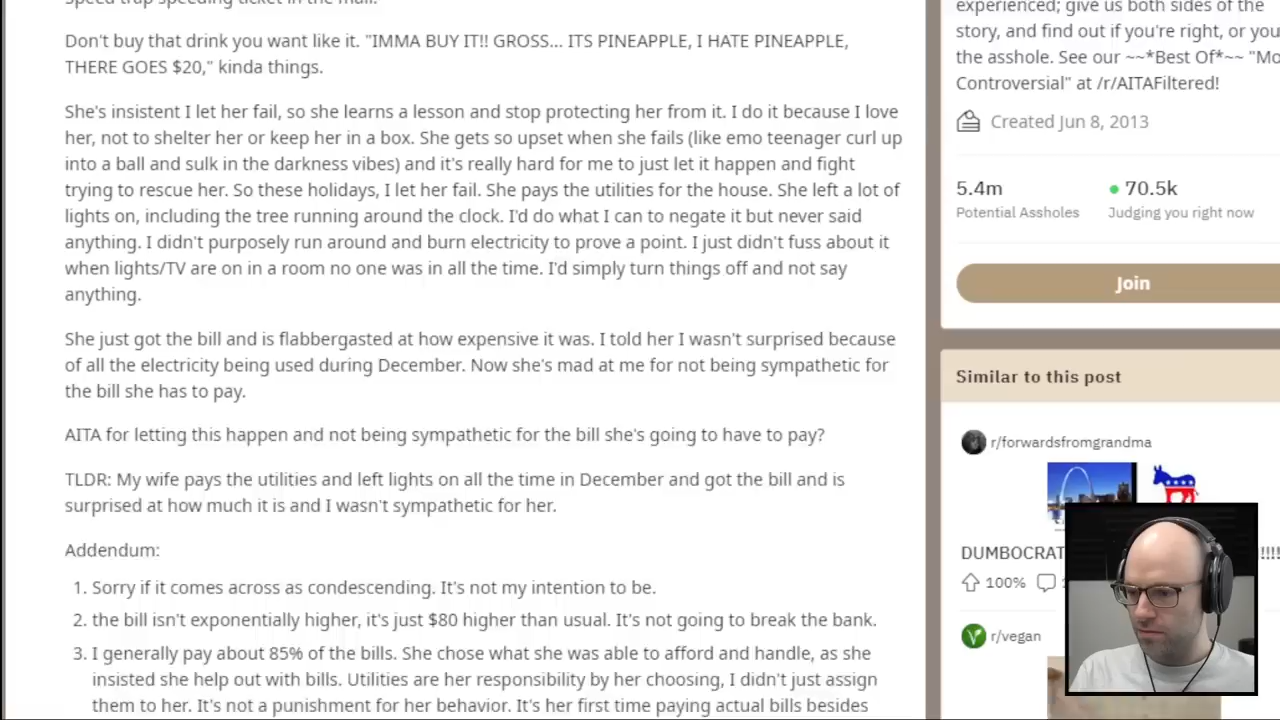 Speed trap speeding ticket in the mail.
Don't buy that drink you want like it. "IMMA BUY IT!! GROSS... ITS PINEAPPLE, I HATE PINEAPPLE,
THERE GOES $20," kinda things.
She's insistent I let her fail, so she learns a lesson and stop protecting her from it. I do it because I love
her, not to shelter her or keep her in a box. She gets so upset when she fails (like emo teenager curl up
into a ball and sulk in the darkness vibes) and it's really hard for me to just let it happen and fight
trying to rescue her. So these holidays, I let her fail. She pays the utilities for the house. She left a lot of
lights on, including the tree running around the clock. I'd do what I can to negate it but never said
anything. I didn't purposely run around and burn electricity to prove a point. I just didn't fuss about it
when lights/TV are on in a room no one was in all the time. I'd simply turn things off and not say
anything.
She just got the bill and is flabbergasted at how expensive it was. I told her I wasn't surprised because
of all the electricity being used during December. Now she's mad at me for not being sympathetic for
the bill she has to pay.
AITA for letting this happen and not being sympathetic for the bill she's going to have to pay?
TLDR: My wife pays the utilities and left lights on all the time in December and got the bill and is
surprised at how much it is and I wasn't sympathetic for her.
Addendum:
1. Sorry if it comes across as condescending. It's not my intention to be.
2. the bill isn't exponentially higher, it's just $80 higher than usual. It's not going to break the bank.
3. I generally pay about 85% of the bills. She chose what she was able to afford and handle, as she
insisted she help out with bills. Utilities are her responsibility by her choosing, I didn't just assign
them to her. It's not a punishment for her behavior. It's her first time paying actual bills besides
experienced; give us both sides of the
story, and find out if you're right, or you
the asshole. See our ~~*Best Of*~~ "Mo
Controversial" at /r/AITAFiltered!
Created Jun 8, 2013
5.4m 70.5k
Potential Assholes Judging you right now
Join
Similar to this post
r/forwardsfromgrandma
DUMBOCRAT !!!!
100%
r/vegan